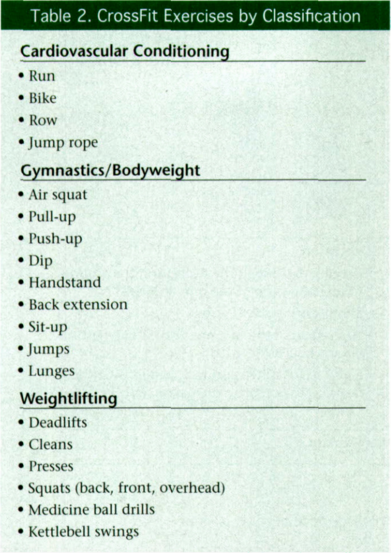 Table 2. CrossFit Exercises by Classification
Cardiovascular Conditioning
• Run
• Bike
• Row
• Jump rope
Gymnastics/Bodyweight
• Air squat
• Pull-up
• Push-up
• Dip
• Handstand
• Back extension
• Sit-up
• Jumps
• Lunges
Weightlifting
• Deadlifts
• Cleans
• Presses
• Squats (back, front, overhead)
• Medicine ball drills
• Kettlebell swings